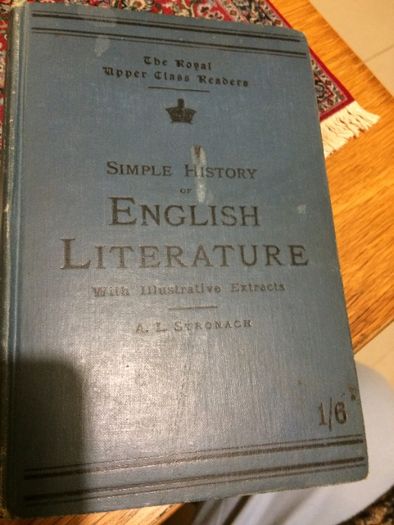 The Royal
Upper Class Readers
SIMPLE HISTORY
OF
ENGLISH
LITERATURE
With Illustrative Extracts
A. L. STRONACH
1/6